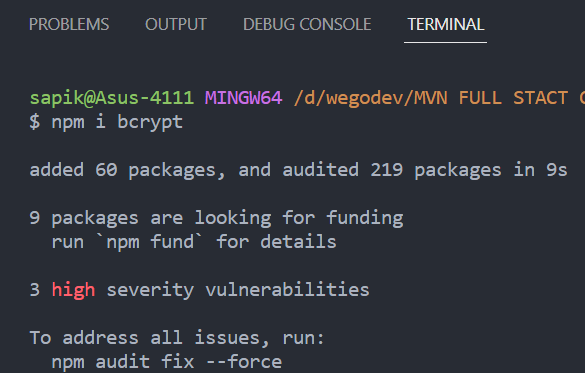 PROBLEMS OUTPUT DEBUG CONSOLE TERMINAL
sapik@Asus-4111 MINGW64 /d/wegodev/MVN FULL STACT
$ npm i bcrypt
added 60 packages, and audited 219 packages in 9s
9 packages are looking for funding
run `npm fund` for details
3 high severity vulnerabilities
To address all issues, run:
npm audit fix --force